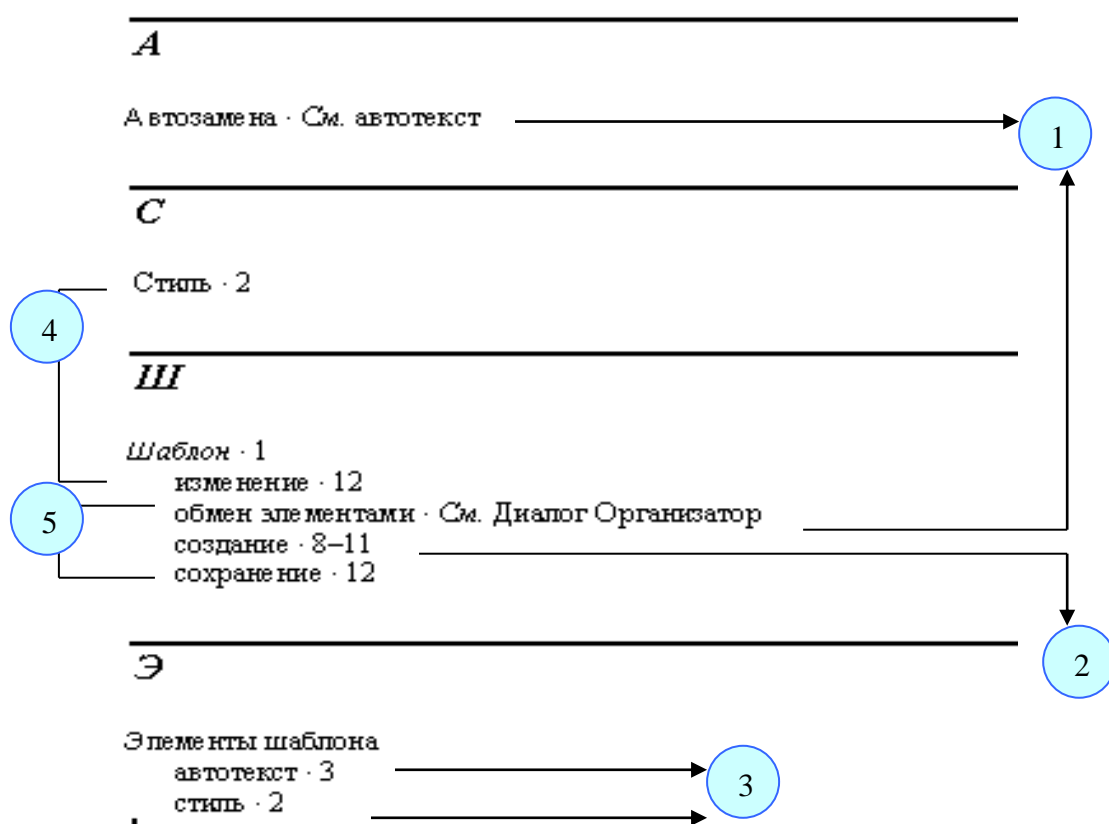 А
Автозамена · См. автотекст
1
С
Стиль · 2
4
Ш
Шаблон · 1
изменение · 12
5
обмен элементами · См. Диалог Организатор
создание · 8–11
сохранение · 12
2
Э
Элементы шаблона
автотекст · 3
3
стиль · 2